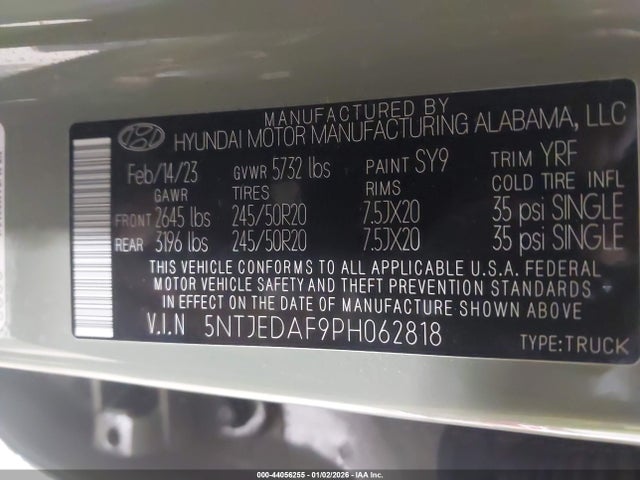 MANUFACTURED BY
HYUNDAI MOTOR MANUFACTURING ALABAMA, LLC
Feb/14/23 GVWR 5732 lbs PAINT SY9 TRIM YRF
GAWR TIRES RIMS COLD TIRE INFL
FRONT 2645 lbs 245/50R20 7.5JX20 35 psi SINGLE
REAR 3196 lbs 245/50R20 7.5JX20 35 psi SINGLE
THIS VEHICLE CONFORMS TO ALL APPLICABLE U.S.A. FEDERAL
MOTOR VEHICLE SAFETY AND THEFT PREVENTION STANDARDS
IN EFFECT ON THE DATE OF MANUFACTURE SHOWN ABOVE.
V.I.N 5NTJEDAF9PH062818
TYPE:TRUCK
000-44056255 - 01/02/2026 - IAA Inc.